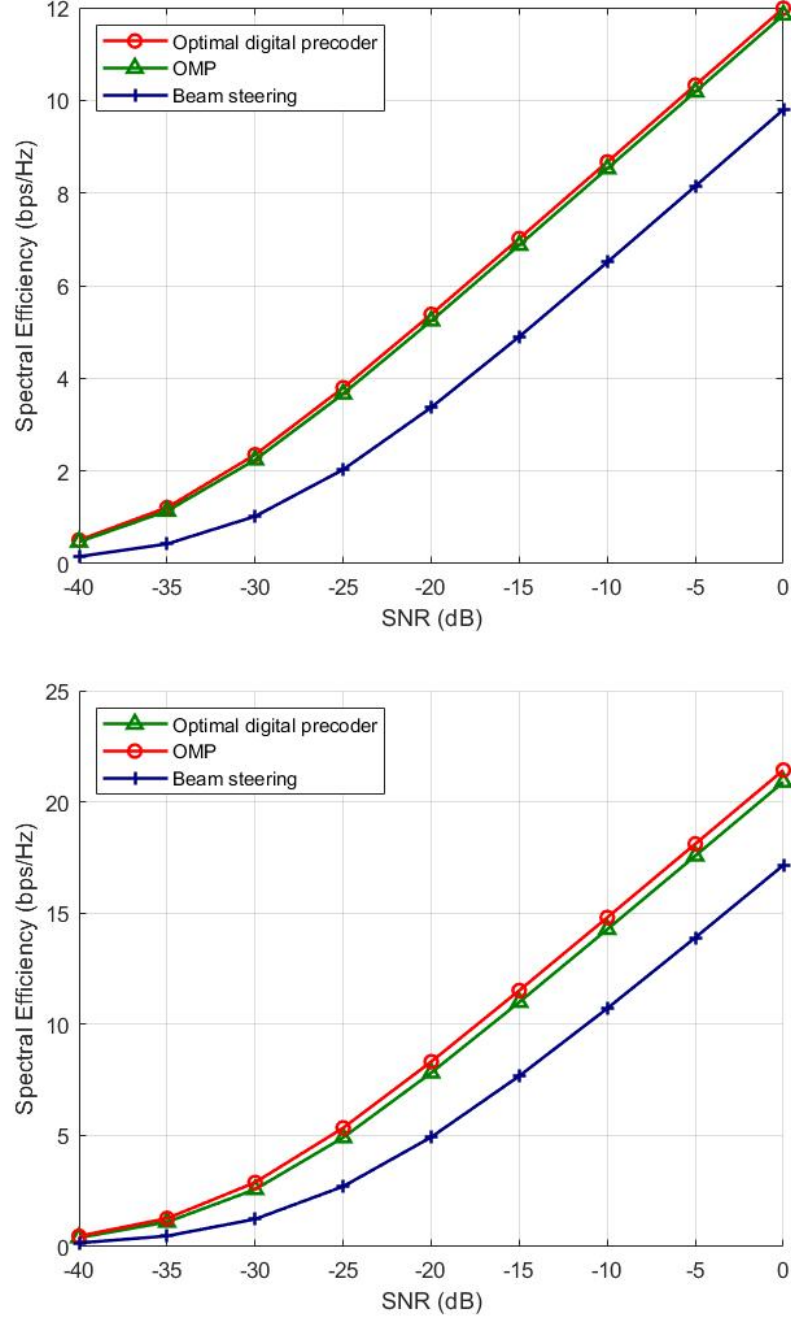 12
10
8
6
4
2
0
Spectral Efficiency (bps/Hz)
Optimal digital precoder
OMP
Beam steering
-40 -35 -30 -25 -20 -15 -10 -5 0
SNR (dB)
25
20
15
10
5
0
Spectral Efficiency (bps/Hz)
Optimal digital precoder
OMP
Beam steering
-40 -35 -30 -25 -20 -15 -10 -5 0
SNR (dB)